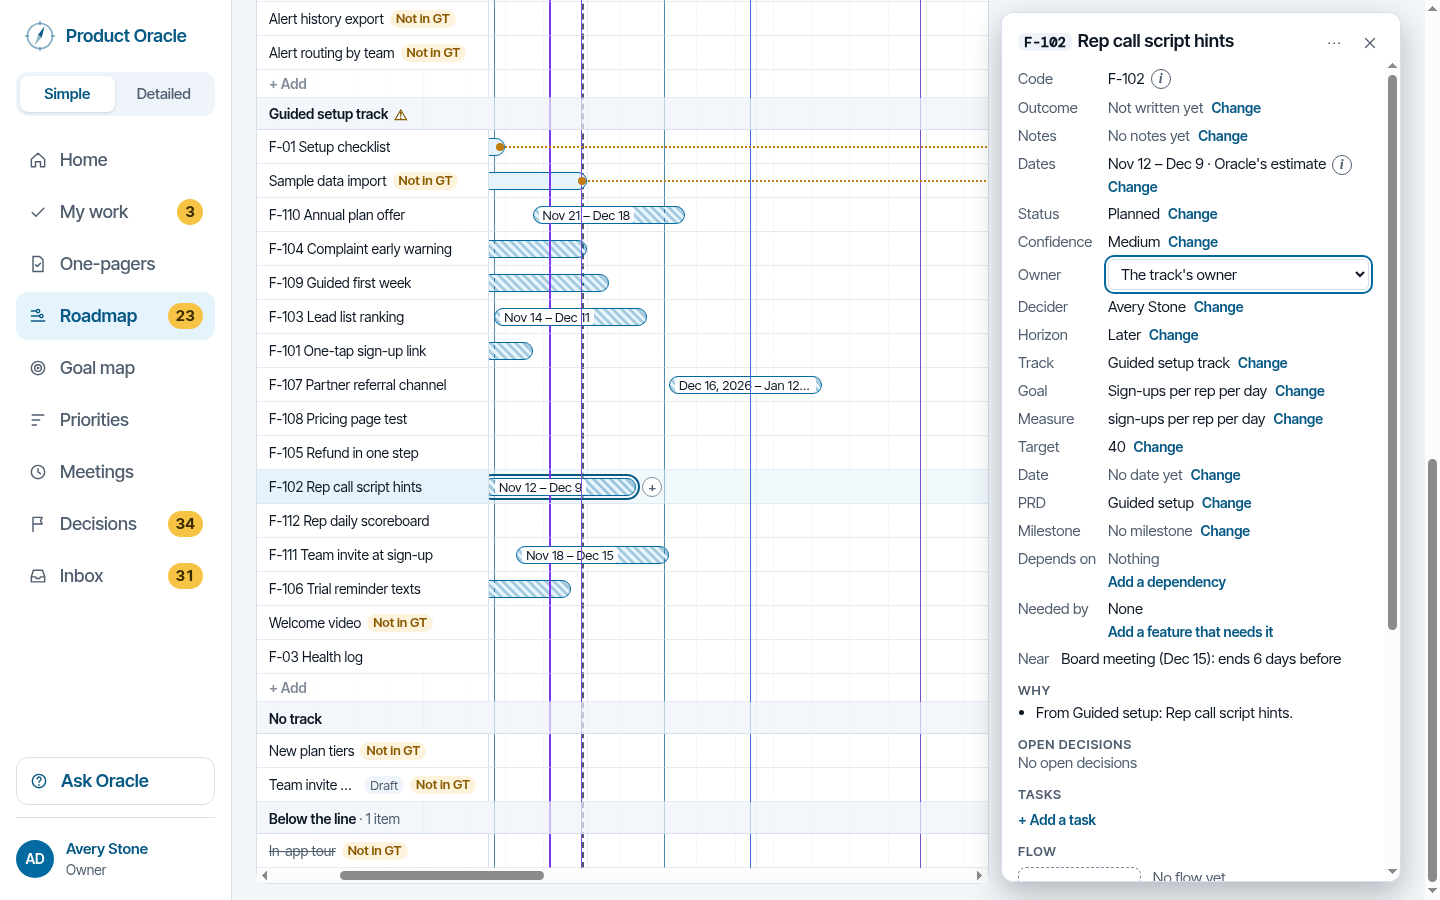 Product Oracle
Simple
Detailed
Home
My work
3
One-pagers
Roadmap
23
Goal map
Priorities
Meetings
Decisions
34
Inbox
31
Ask Oracle
AD
Avery Stone
Owner
Alert history export Not in GT
Alert routing by team Not in GT
+ Add
Guided setup track
F-01 Setup checklist
Sample data import Not in GT
F-110 Annual plan offer
Nov 21 – Dec 18
F-104 Complaint early warning
F-109 Guided first week
F-103 Lead list ranking
Nov 14 – Dec 11
F-101 One-tap sign-up link
F-107 Partner referral channel
Dec 16, 2026 – Jan 12...
F-108 Pricing page test
F-105 Refund in one step
F-102 Rep call script hints
Nov 12 – Dec 9
+
F-112 Rep daily scoreboard
F-111 Team invite at sign-up
Nov 18 – Dec 15
F-106 Trial reminder texts
Welcome video Not in GT
F-03 Health log
+ Add
No track
New plan tiers Not in GT
Team invite ... Draft Not in GT
Below the line · 1 item
In-app tour Not in GT
F-102 Rep call script hints
Code F-102 i
Outcome Not written yet Change
Notes No notes yet Change
Dates Nov 12 – Dec 9 · Oracle's estimate i
Change
Status Planned Change
Confidence Medium Change
Owner The track's owner
Decider Avery Stone Change
Horizon Later Change
Track Guided setup track Change
Goal Sign-ups per rep per day Change
Measure sign-ups per rep per day Change
Target 40 Change
Date No date yet Change
PRD Guided setup Change
Milestone No milestone Change
Depends on Nothing
Add a dependency
Needed by None
Add a feature that needs it
Near Board meeting (Dec 15): ends 6 days before
WHY
• From Guided setup: Rep call script hints.
OPEN DECISIONS
No open decisions
TASKS
+ Add a task
FLOW
No flow yet